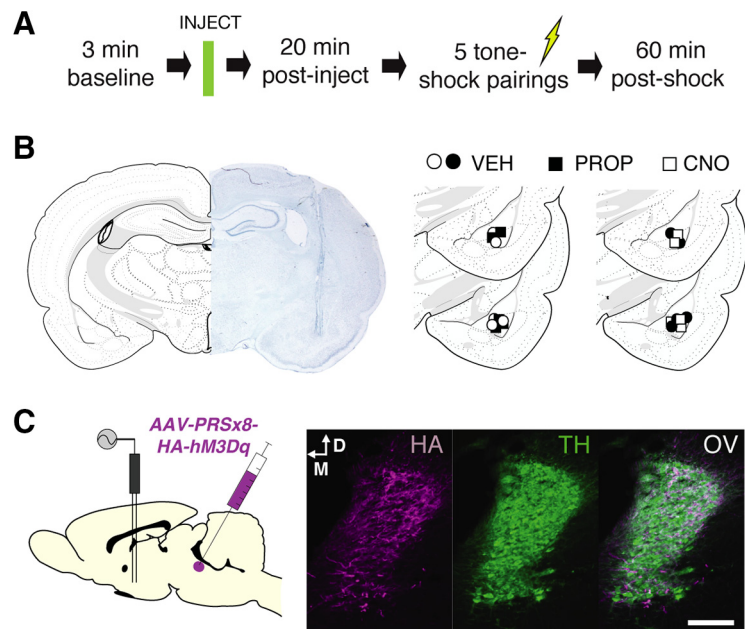 A
3 min
baseline
INJECT
20 min
post-inject
5 tone-
shock pairings
60 min
post-shock
B
VEH
PROP
CNO
C
AAV-PRSx8-
HA-hM3Dq
D
M
HA
TH
OV